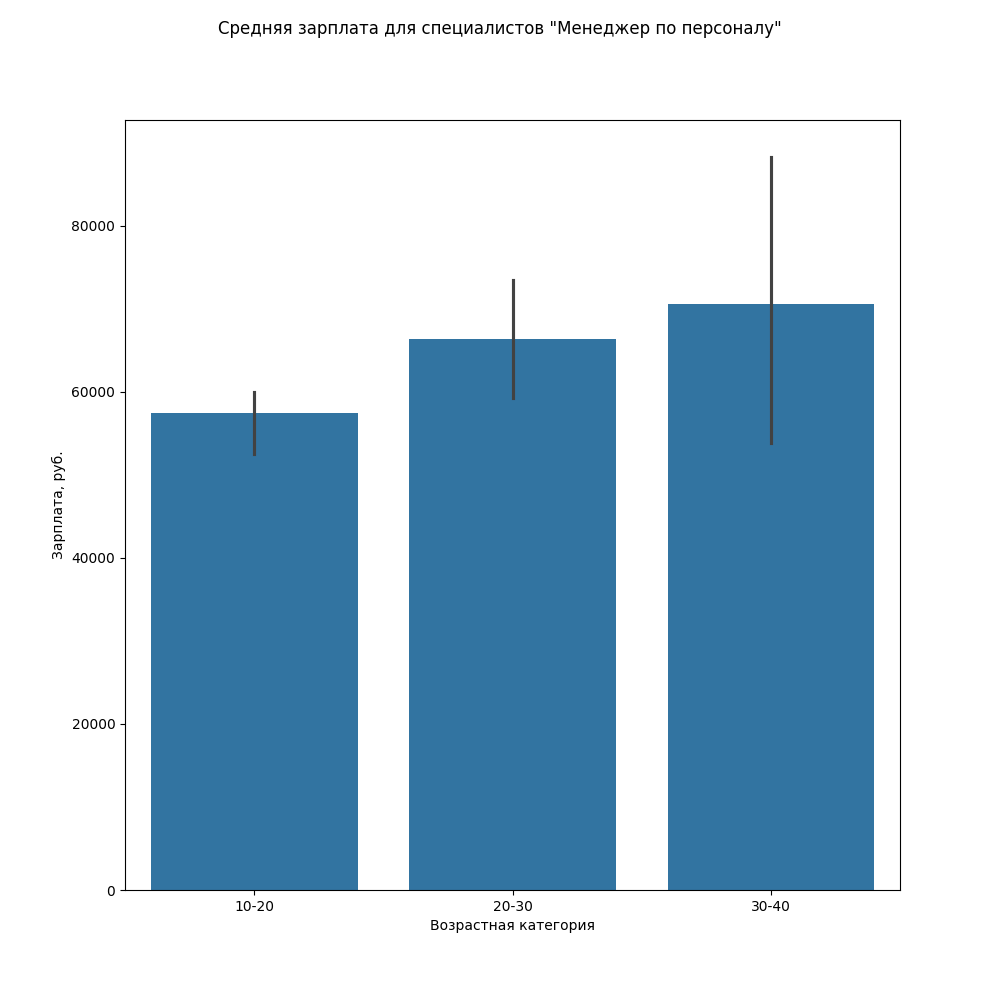 Средняя зарплата для специалистов "Менеджер по персоналу"
80000
60000
40000
20000
0
Зарплата, руб.
10-20
20-30
30-40
Возрастная категория